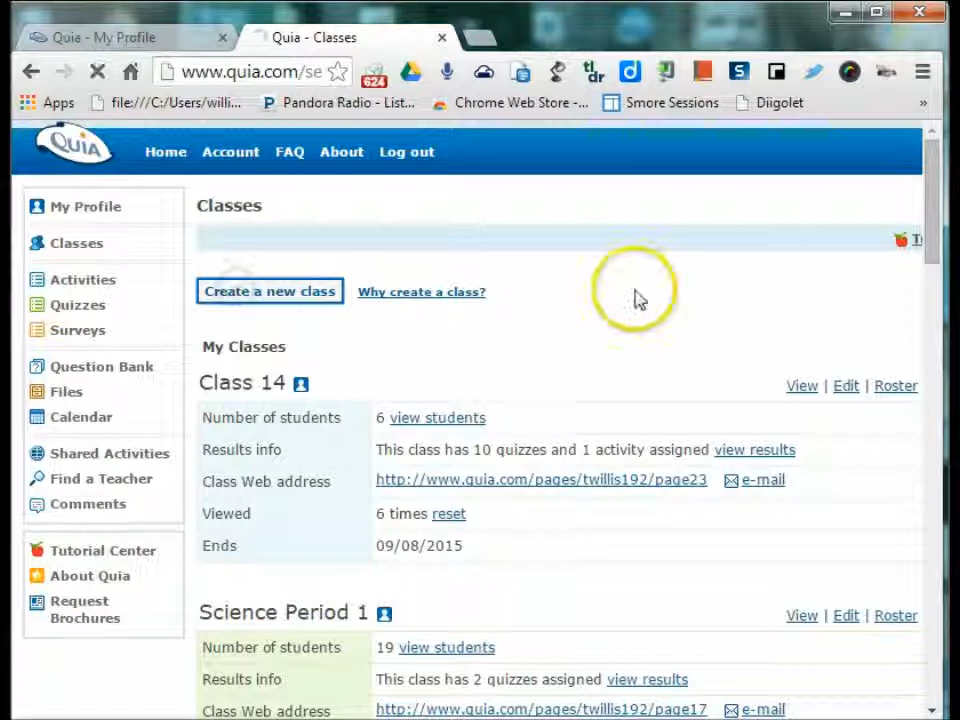 Quia - My Profile
Quia - Classes
www.quia.com/se
624
tl;dr
Apps
file:///C:/Users/willi...
Pandora Radio - List...
Chrome Web Store -...
Smore Sessions
Diigolet
»
QUIA
Home
Account
FAQ
About
Log out
My Profile
Classes
Activities
Quizzes
Surveys
Question Bank
Files
Calendar
Shared Activities
Find a Teacher
Comments
Tutorial Center
About Quia
Request
Brochures
Classes
Create a new class
Why create a class?
My Classes
Class 14
View | Edit | Roster
Number of students 6 view students
Results info This class has 10 quizzes and 1 activity assigned view results
Class Web address http://www.quia.com/pages/twillis192/page23 e-mail
Viewed 6 times reset
Ends 09/08/2015
Science Period 1
View | Edit | Roster
Number of students 19 view students
Results info This class has 2 quizzes assigned view results
Class Web address http://www.quia.com/pages/twillis192/page17 e-mail